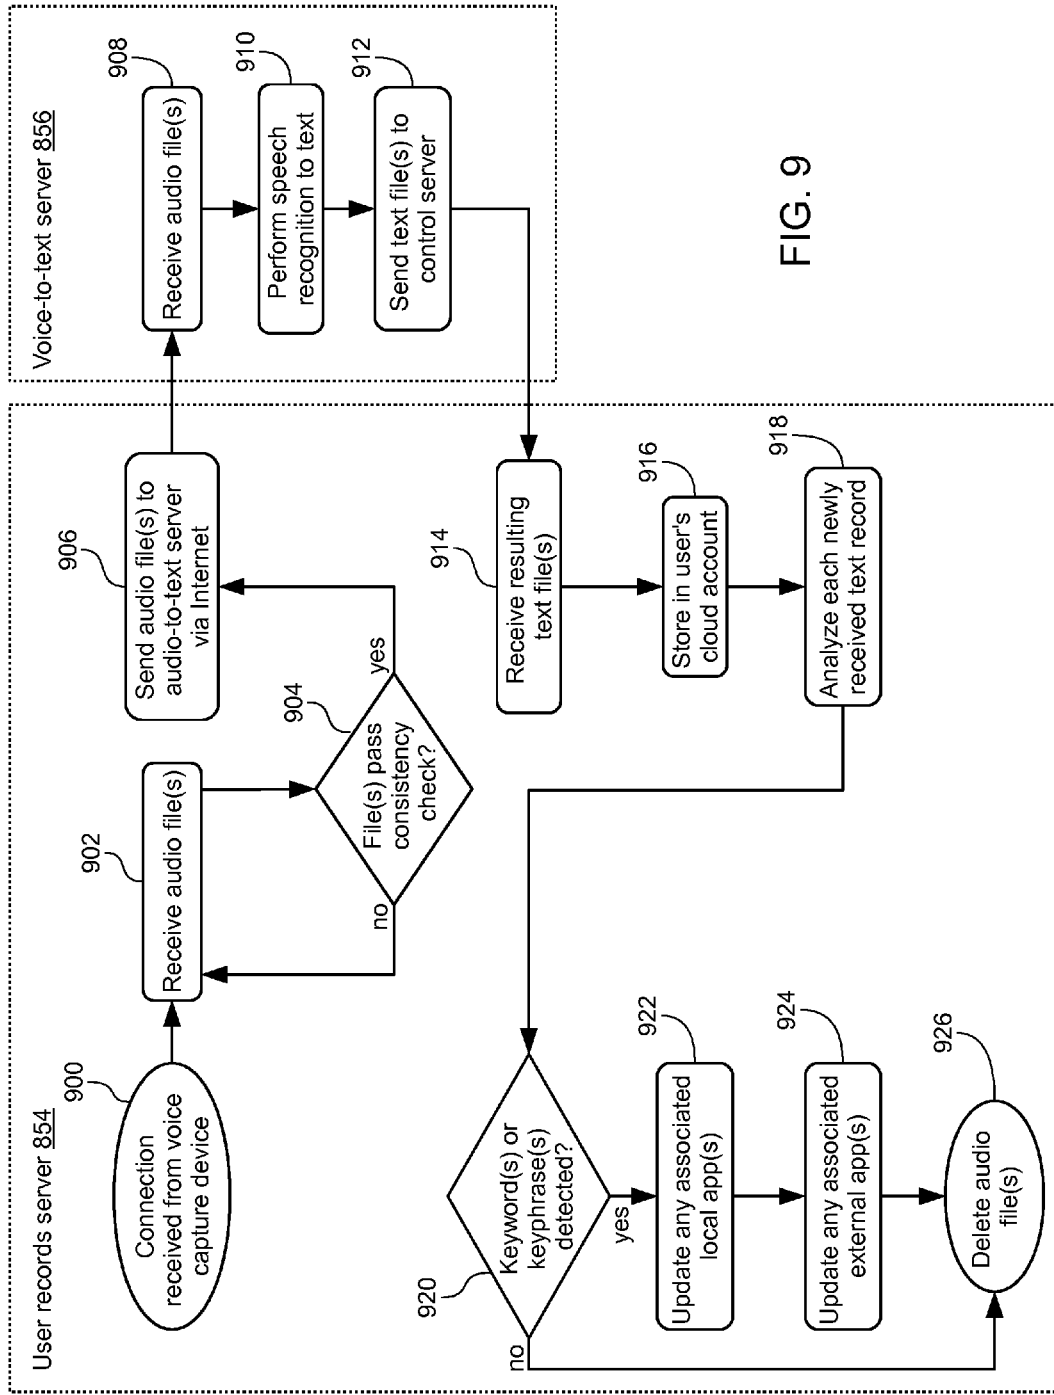 User records server 854
900
Connection
received from voice
capture device
902
Receive audio file(s)
904
File(s) pass
consistency
check?
no
yes
906
Send audio file(s) to
audio-to-text server
via Internet
Voice-to-text server 856
908
Receive audio file(s)
910
Perform speech
recognition to text
912
Send text file(s) to
control server
914
Receive resulting
text file(s)
916
Store in user's
cloud account
918
Analyze each newly
received text record
920
Keyword(s) or
keyphrase(s)
detected?
no
yes
922
Update any associated
local app(s)
924
Update any associated
external app(s)
926
Delete audio
file(s)
FIG. 9